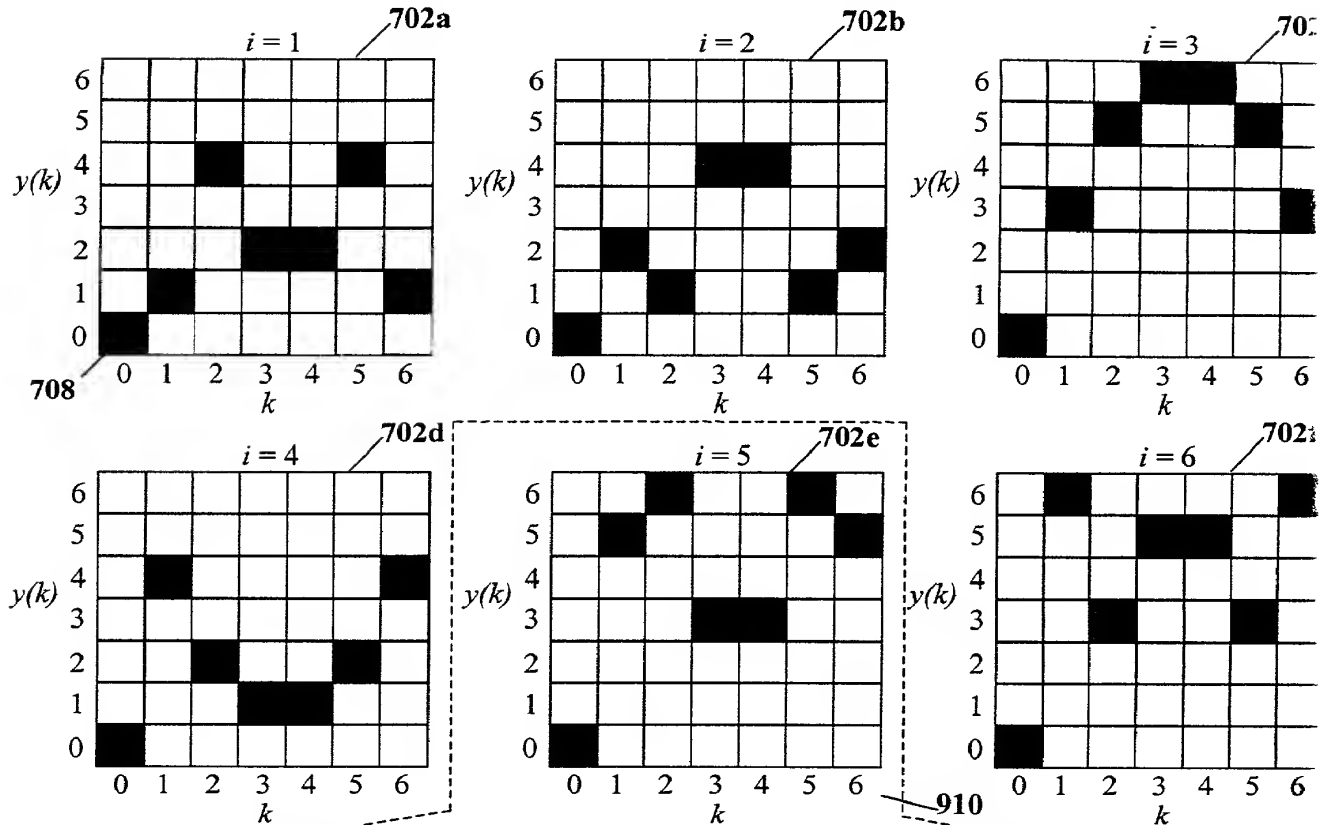 702a 702b 70
i = 1 i = 2 i = 3
6 6 6
5 5 5
4 4 4
y(k) y(k) y(k)
3 3 3
2 2 2
1 1 1
0 0 0
0 1 2 3 4 5 6 0 1 2 3 4 5 6 0 1 2 3 4 5 6
708 k k k
702d 702e 702
i = 4 i = 5 i = 6
6 6 6
5 5 5
4 4 4
y(k) y(k) y(k)
3 3 3
2 2 2
1 1 1
0 0 0
0 1 2 3 4 5 6 0 1 2 3 4 5 6 0 1 2 3 4 5 6
910
k k k